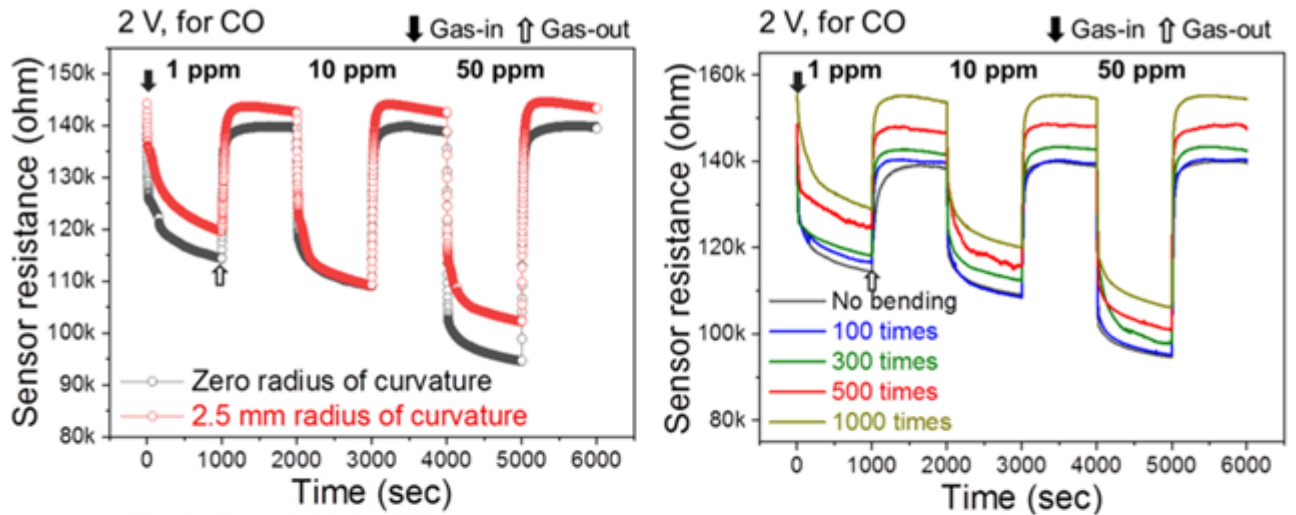 2 V, for CO
Gas-in
Gas-out
1 ppm
10 ppm
50 ppm
150k
140k
130k
120k
110k
100k
90k
80k
Sensor resistance (ohm)
Zero radius of curvature
2.5 mm radius of curvature
0 1000 2000 3000 4000 5000 6000
Time (sec)
2 V, for CO
Gas-in
Gas-out
1 ppm
10 ppm
50 ppm
160k
140k
120k
100k
80k
Sensor resistance (ohm)
No bending
100 times
300 times
500 times
1000 times
0 1000 2000 3000 4000 5000 6000
Time (sec)